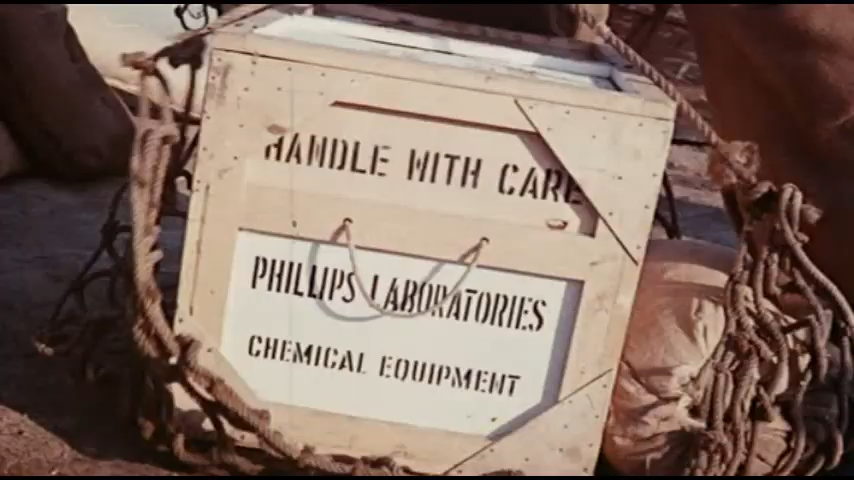 HANDLE WITH CARE
PHILLIPS LABORATORIES
CHEMICAL EQUIPMENT